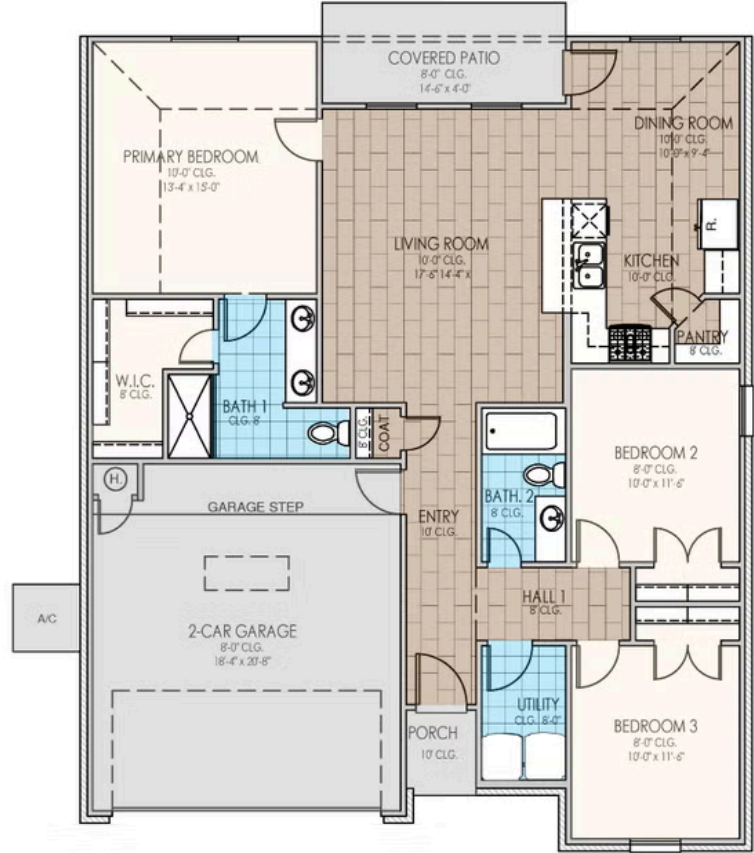 COVERED PATIO
8'-0" CLG.
14'-6" x 4'-0"
DINING ROOM
10'-0" CLG.
10'-0" x 9'-4"
PRIMARY BEDROOM
10'-0" CLG.
13'-4" x 15'-0"
LIVING ROOM
10'-0" CLG.
17'-6" 14'-4" x
R.
KITCHEN
10'-0" CLG.
PANTRY
8' CLG.
W.I.C.
8' CLG.
BATH 1
CLG. 8'
8' CLG.
COAT
BEDROOM 2
8'-0" CLG.
10'-0" x 11'-6"
H.
GARAGE STEP
ENTRY
10' CLG.
BATH. 2
8' CLG.
HALL 1
8' CLG.
A/C
2-CAR GARAGE
8'-0" CLG.
18'-4" x 20'-8"
UTILITY
CLG. 8'-0"
PORCH
10' CLG.
BEDROOM 3
8'-0" CLG.
10'-0" x 11'-6"